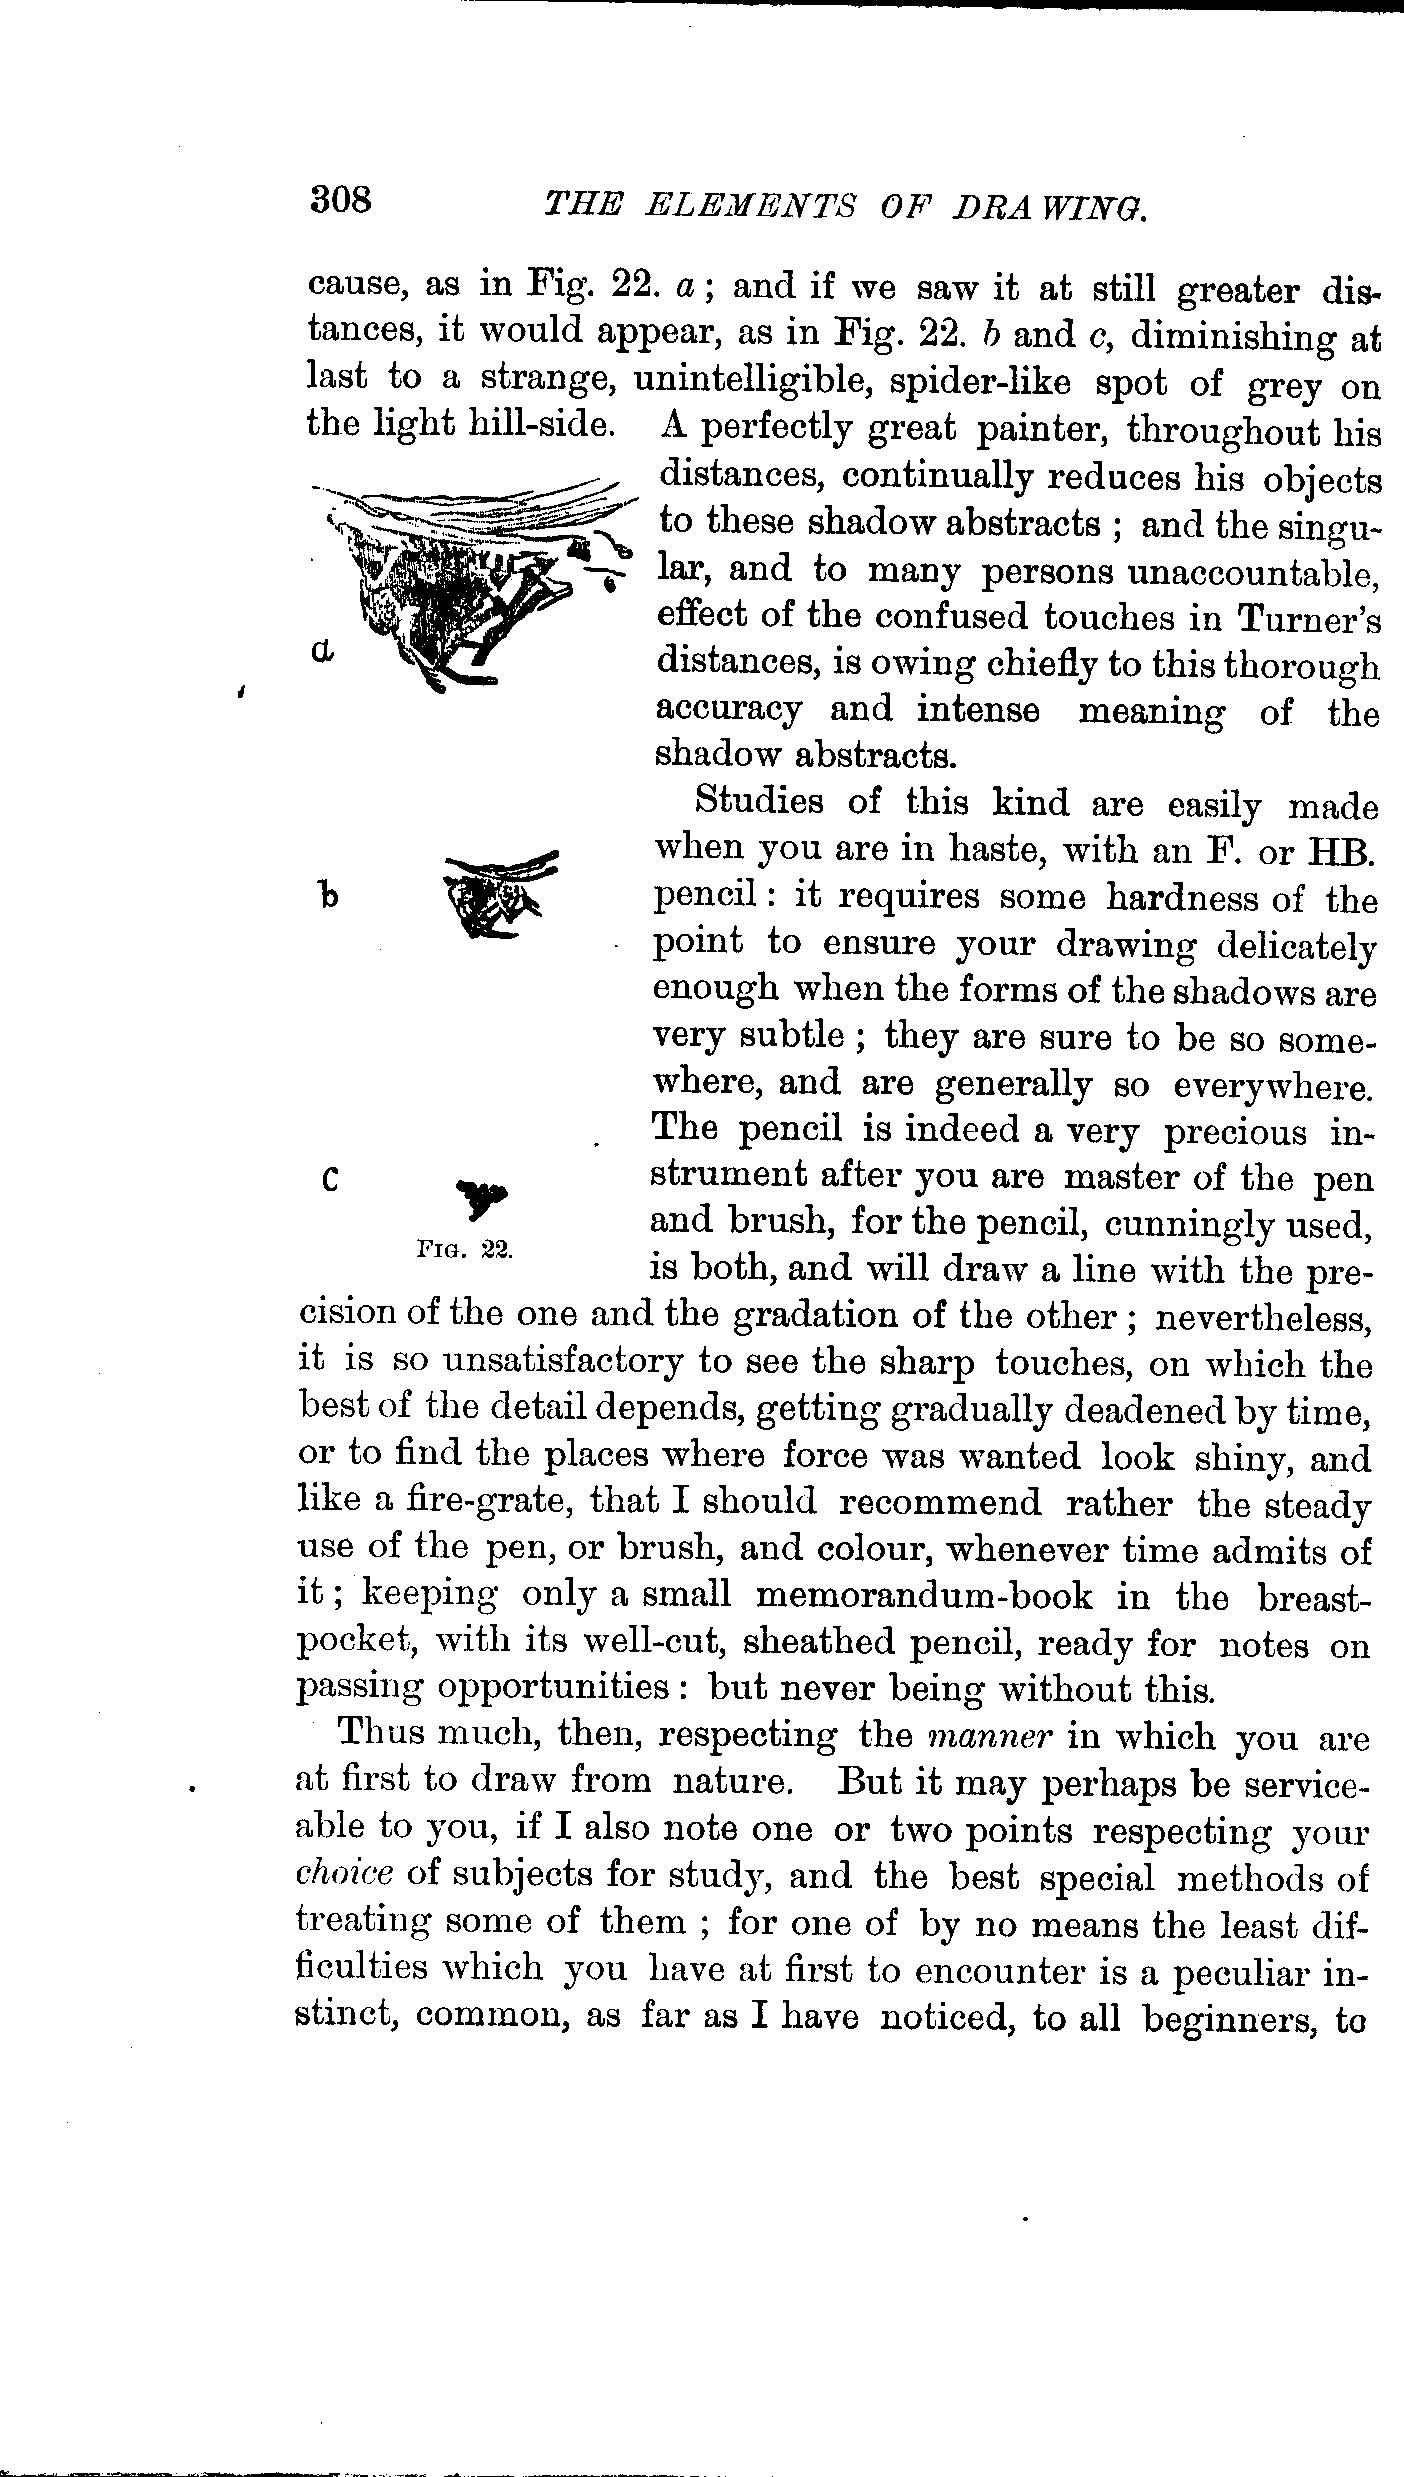 308 THE ELEMENTS OF DRAWING.
cause, as in Fig. 22. a; and if we saw it at still greater dis-
tances, it would appear, as in Fig. 22. b and c, diminishing at
last to a strange, unintelligible, spider-like spot of grey on
the light hill-side. A perfectly great painter, throughout his
distances, continually reduces his objects
to these shadow abstracts; and the singu-
lar, and to many persons unaccountable,
effect of the confused touches in Turner's
distances, is owing chiefly to this thorough
accuracy and intense meaning of the
shadow abstracts.
a
Studies of this kind are easily made
when you are in haste, with an F. or HB.
pencil: it requires some hardness of the
point to ensure your drawing delicately
enough when the forms of the shadows are
very subtle; they are sure to be so some-
where, and are generally so everywhere.
The pencil is indeed a very precious in-
strument after you are master of the pen
and brush, for the pencil, cunningly used,
is both, and will draw a line with the pre-
b
c
FIG. 22.
cision of the one and the gradation of the other; nevertheless,
it is so unsatisfactory to see the sharp touches, on which the
best of the detail depends, getting gradually deadened by time,
or to find the places where force was wanted look shiny, and
like a fire-grate, that I should recommend rather the steady
use of the pen, or brush, and colour, whenever time admits of
it; keeping only a small memorandum-book in the breast-
pocket, with its well-cut, sheathed pencil, ready for notes on
passing opportunities: but never being without this.
Thus much, then, respecting the manner in which you are
at first to draw from nature. But it may perhaps be service-
able to you, if I also note one or two points respecting your
choice of subjects for study, and the best special methods of
treating some of them; for one of by no means the least dif-
ficulties which you have at first to encounter is a peculiar in-
stinct, common, as far as I have noticed, to all beginners, to